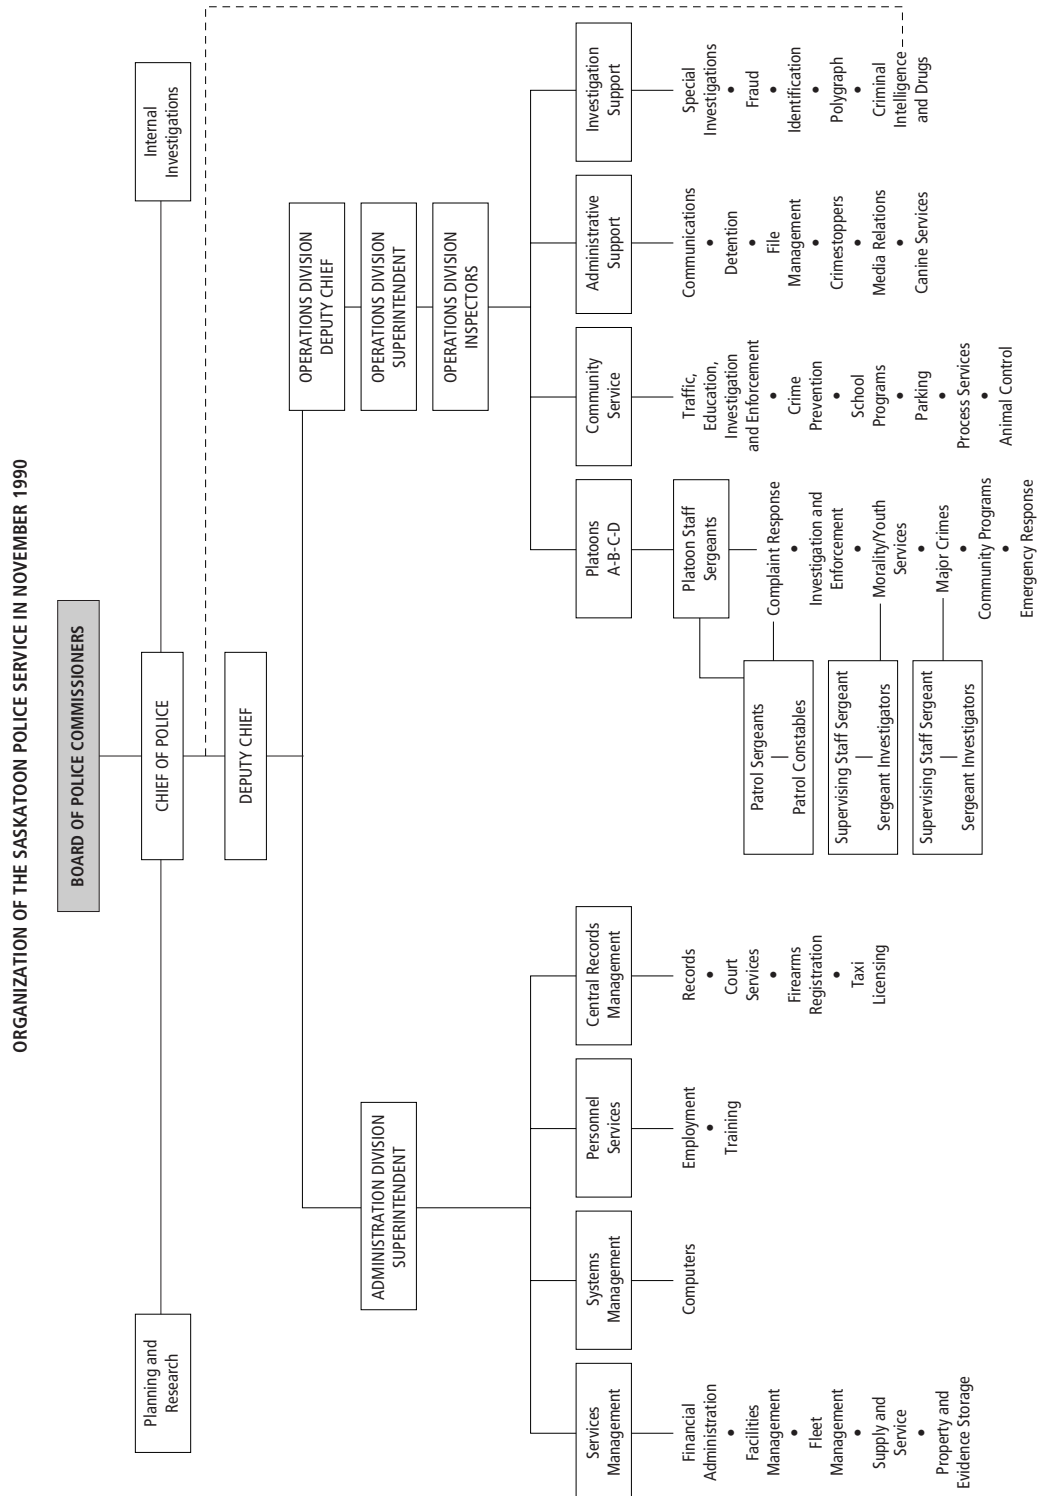 ORGANIZATION OF THE SASKATOON POLICE SERVICE IN NOVEMBER 1990
BOARD OF POLICE COMMISSIONERS
Planning and
Research
CHIEF OF POLICE
Internal
Investigations
DEPUTY CHIEF
ADMINISTRATION DIVISION
SUPERINTENDENT
OPERATIONS DIVISION
DEPUTY CHIEF
OPERATIONS DIVISION
SUPERINTENDENT
OPERATIONS DIVISION
INSPECTORS
Services
Management
Financial
Administration
•
Facilities
Management
•
Fleet
Management
•
Supply and
Service
•
Property and
Evidence Storage
Systems
Management
Computers
Personnel
Services
Employment
•
Training
Central Records
Management
Records
•
Court
Services
•
Firearms
Registration
•
Taxi
Licensing
Platoons
A-B-C-D
Platoon Staff
Sergeants
Patrol Sergeants
Patrol Constables
Supervising Staff Sergeant
Sergeant Investigators
Supervising Staff Sergeant
Sergeant Investigators
Complaint Response
•
Investigation and
Enforcement
•
Morality/Youth
Services
•
Major Crimes
•
Community Programs
•
Emergency Response
Community
Service
Traffic,
Education,
Investigation
and Enforcement
•
Crime
Prevention
•
School
Programs
•
Parking
•
Process Services
•
Animal Control
Administrative
Support
Communications
•
Detention
•
File
Management
•
Crimestoppers
•
Media Relations
•
Canine Services
Investigation
Support
Special
Investigations
•
Fraud
•
Identification
•
Polygraph
•
Criminal
Intelligence
and Drugs